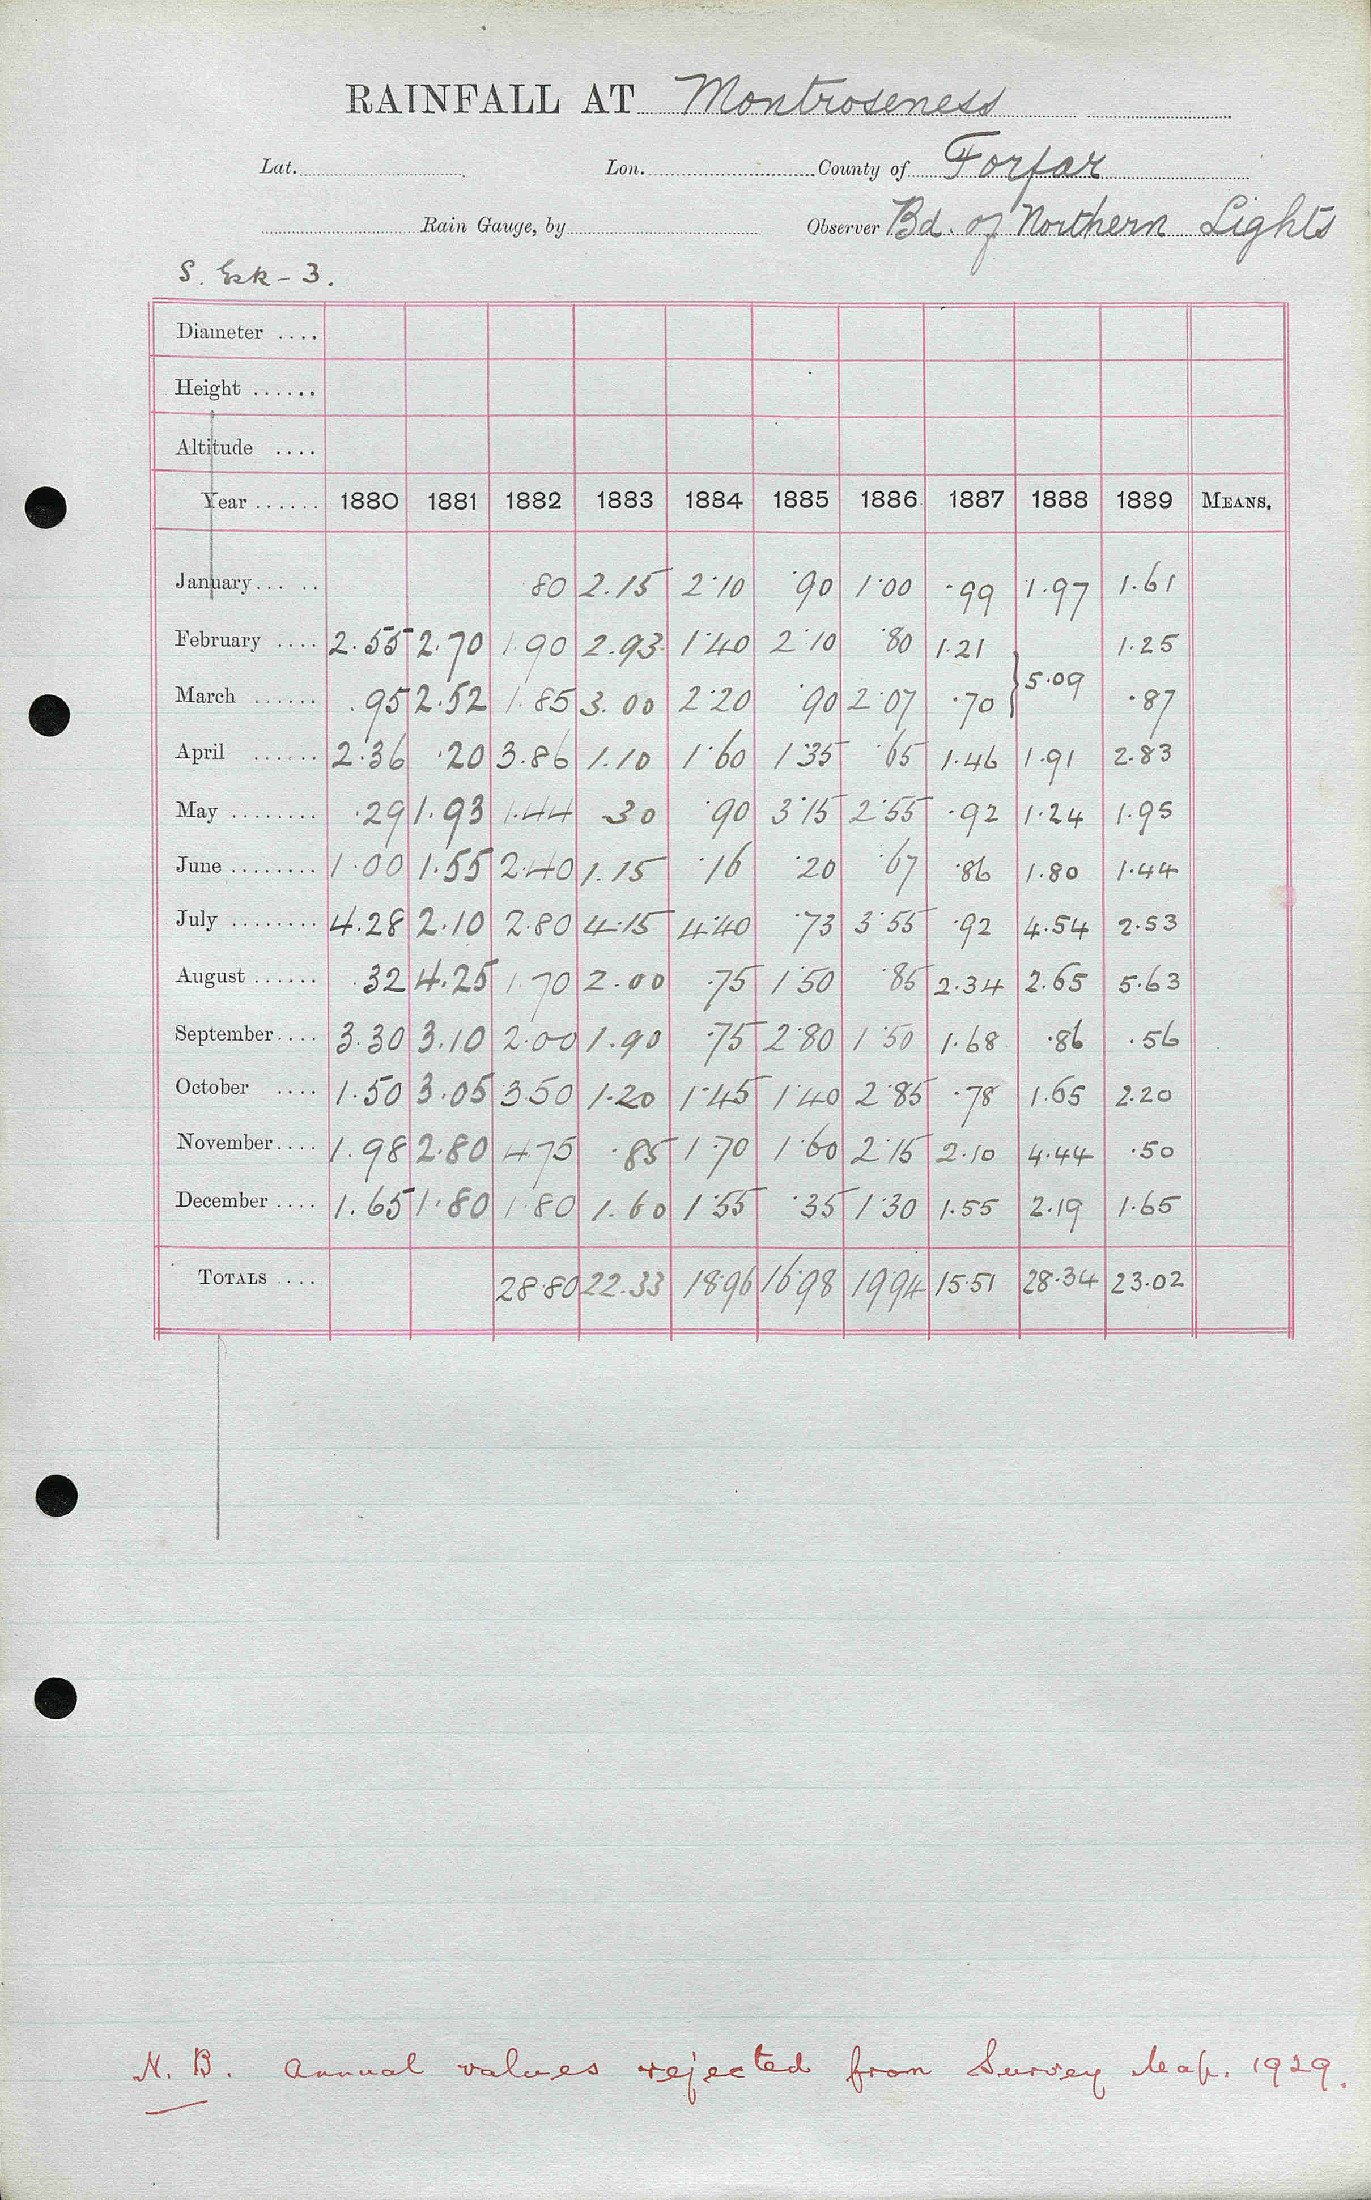 RAINFALL AT Montroseness
Lat. Lon. County of Forfar
Rain Gauge, by Observer Bd. of Northern Lights
S. Esk - 3.
Diameter ....
Height ......
Altitude ....
Year ...... 1880 1881 1882 1883 1884 1885 1886 1887 1888 1889 MEANS.
January... .. 80 2.15 2.10 .90 1.00 .99 1.97 1.61
February .... 2.55 2.70 1.90 2.93 1.40 2.10 .80 1.21 } 5.09 1.25
March ...... .95 2.52 1.85 3.00 2.20 .90 2.07 .70 .87
April ...... 2.36 .20 3.86 1.10 1.60 1.35 .65 1.46 1.91 2.83
May ........ .29 1.93 1.44 30 .90 3.15 2.55 .92 1.24 1.95
June ........ 1.00 1.55 2.40 1.15 .16 .20 .67 .86 1.80 1.44
July ........ 4.28 2.10 2.80 4.15 4.40 .73 3.55 .92 4.54 2.53
August ...... .32 4.25 1.70 2.00 .75 1.50 .85 2.34 2.65 5.63
September.... 3.30 3.10 2.00 1.90 .75 2.80 1.50 1.68 .86 .56
October .... 1.50 3.05 3.50 1.20 1.45 1.40 2.85 .78 1.65 2.20
November.... 1.98 2.80 4.75 .85 1.70 1.60 2.15 2.10 4.44 .50
December .... 1.65 1.80 1.80 1.60 1.55 .35 1.30 1.55 2.19 1.65
TOTALS .... 28.80 22.33 18.96 16.98 19.94 15.51 28.34 23.02
N.B. Annual values rejected from Survey Map. 1929.